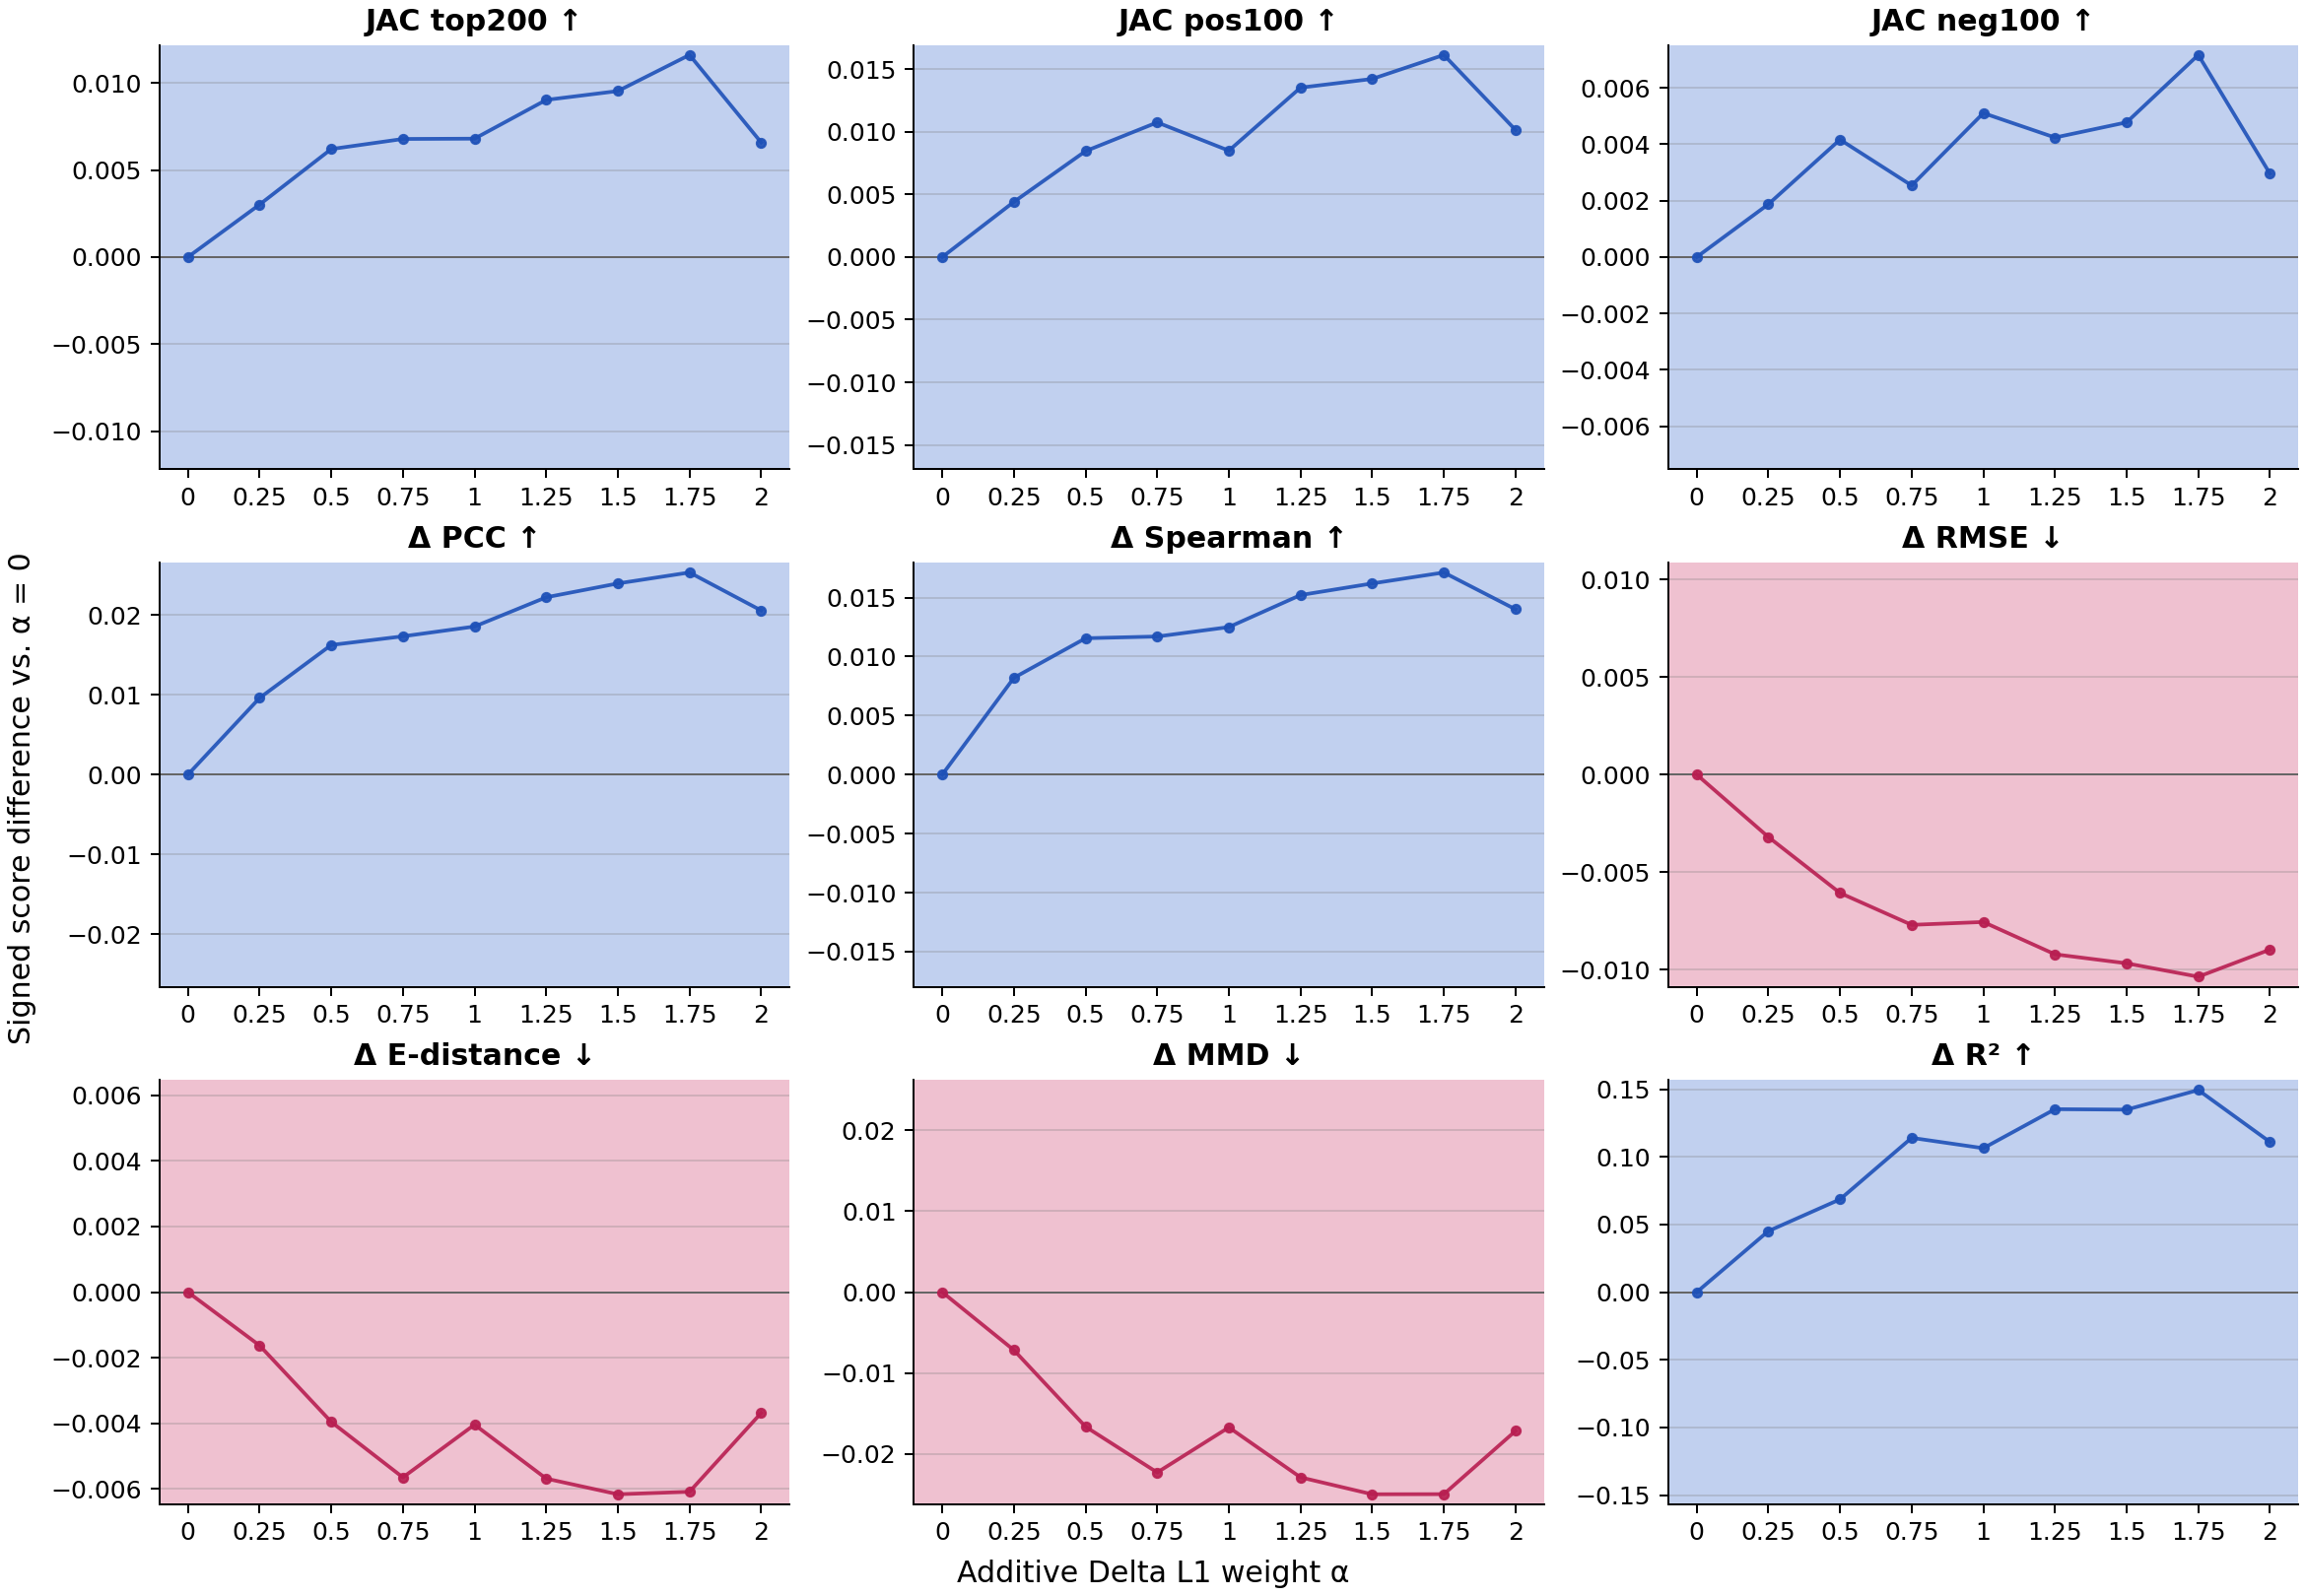 JAC top200 ↑
JAC pos100 ↑
JAC neg100 ↑
0.010
0.005
0.000
−0.005
−0.010
0 0.25 0.5 0.75 1 1.25 1.5 1.75 2
0.015
0.010
0.005
0.000
−0.005
−0.010
−0.015
0 0.25 0.5 0.75 1 1.25 1.5 1.75 2
0.006
0.004
0.002
0.000
−0.002
−0.004
−0.006
0 0.25 0.5 0.75 1 1.25 1.5 1.75 2
Signed score difference vs. α = 0
Δ PCC ↑
Δ Spearman ↑
Δ RMSE ↓
0.02
0.01
0.00
−0.01
−0.02
0 0.25 0.5 0.75 1 1.25 1.5 1.75 2
0.015
0.010
0.005
0.000
−0.005
−0.010
−0.015
0 0.25 0.5 0.75 1 1.25 1.5 1.75 2
0.010
0.005
0.000
−0.005
−0.010
0 0.25 0.5 0.75 1 1.25 1.5 1.75 2
Δ E-distance ↓
Δ MMD ↓
Δ R² ↑
0.006
0.004
0.002
0.000
−0.002
−0.004
−0.006
0 0.25 0.5 0.75 1 1.25 1.5 1.75 2
0.02
0.01
0.00
−0.01
−0.02
0 0.25 0.5 0.75 1 1.25 1.5 1.75 2
0.15
0.10
0.05
0.00
−0.05
−0.10
−0.15
0 0.25 0.5 0.75 1 1.25 1.5 1.75 2
Additive Delta L1 weight α